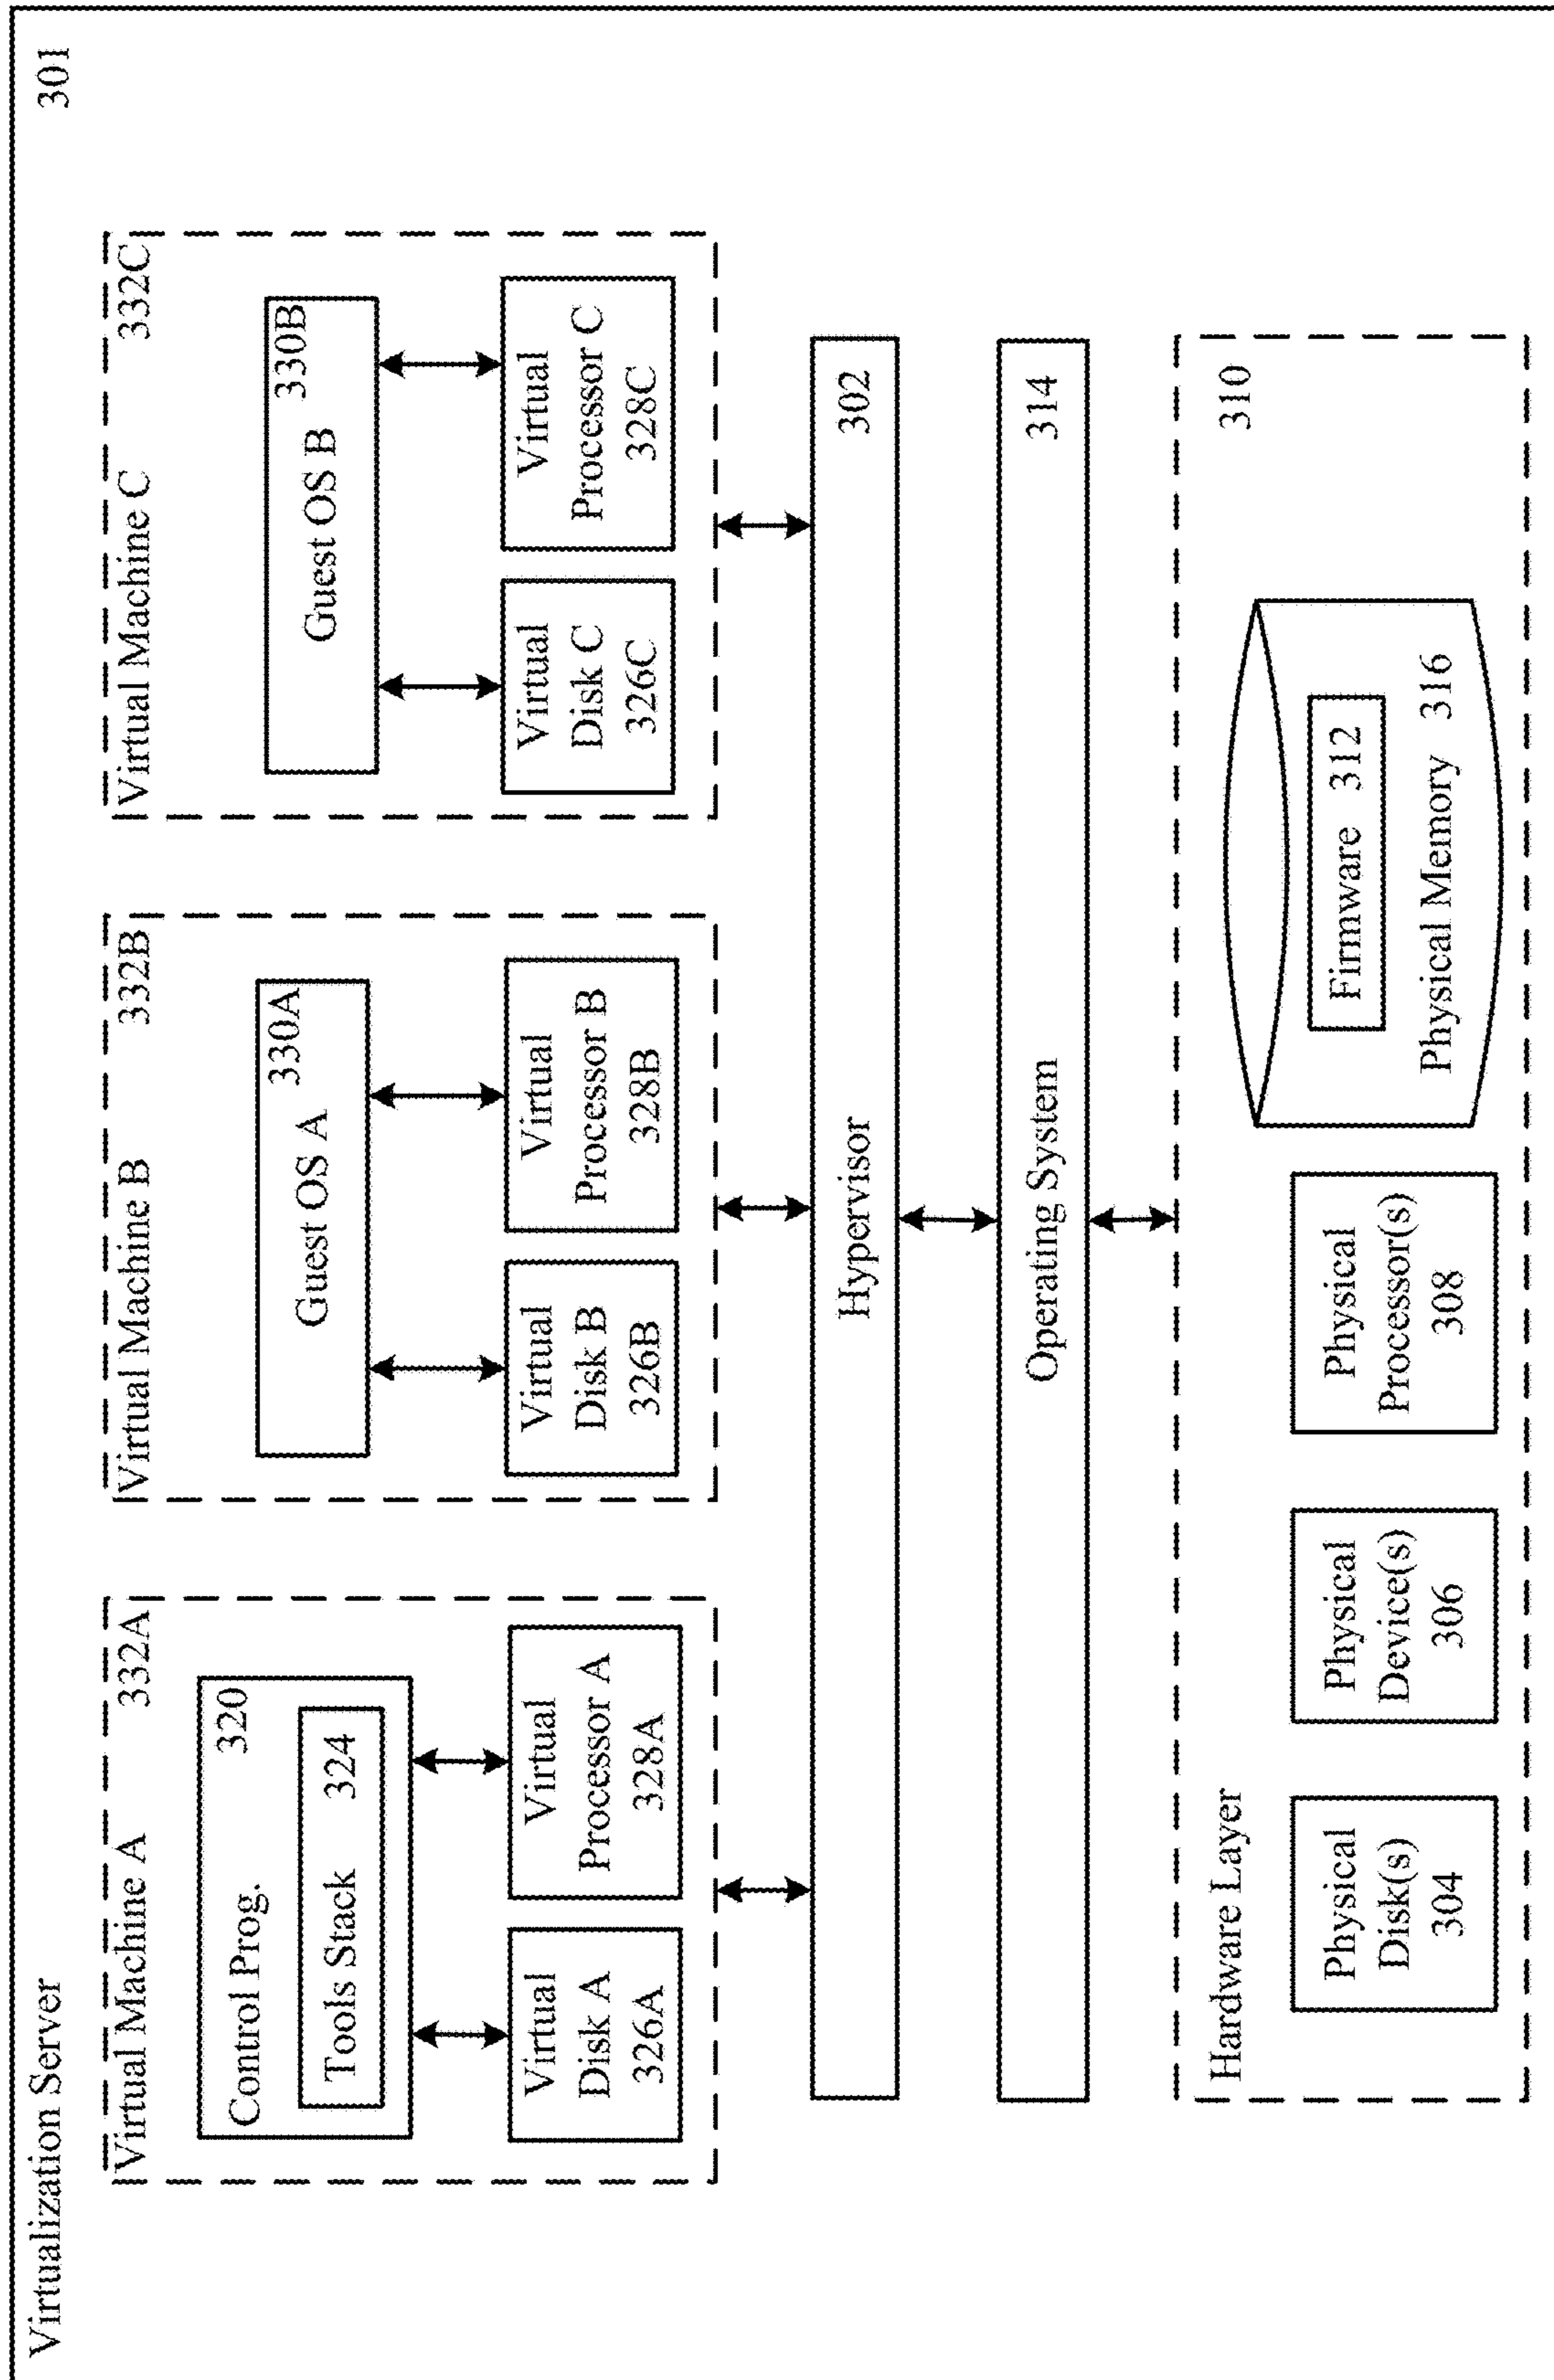 Virtualization Server
301
Virtual Machine A
332A
Control Prog.
320
Tools Stack 324
Virtual
Disk A
326A
Virtual
Processor A
328A
Virtual Machine B
332B
330A
Guest OS A
Virtual
Disk B
326B
Virtual
Processor B
328B
Virtual Machine C
332C
330B
Guest OS B
Virtual
Disk C
326C
Virtual
Processor C
328C
Hypervisor
302
Operating System
314
Hardware Layer
310
Physical
Disk(s)
304
Physical
Device(s)
306
Physical
Processor(s)
308
Firmware 312
Physical Memory 316